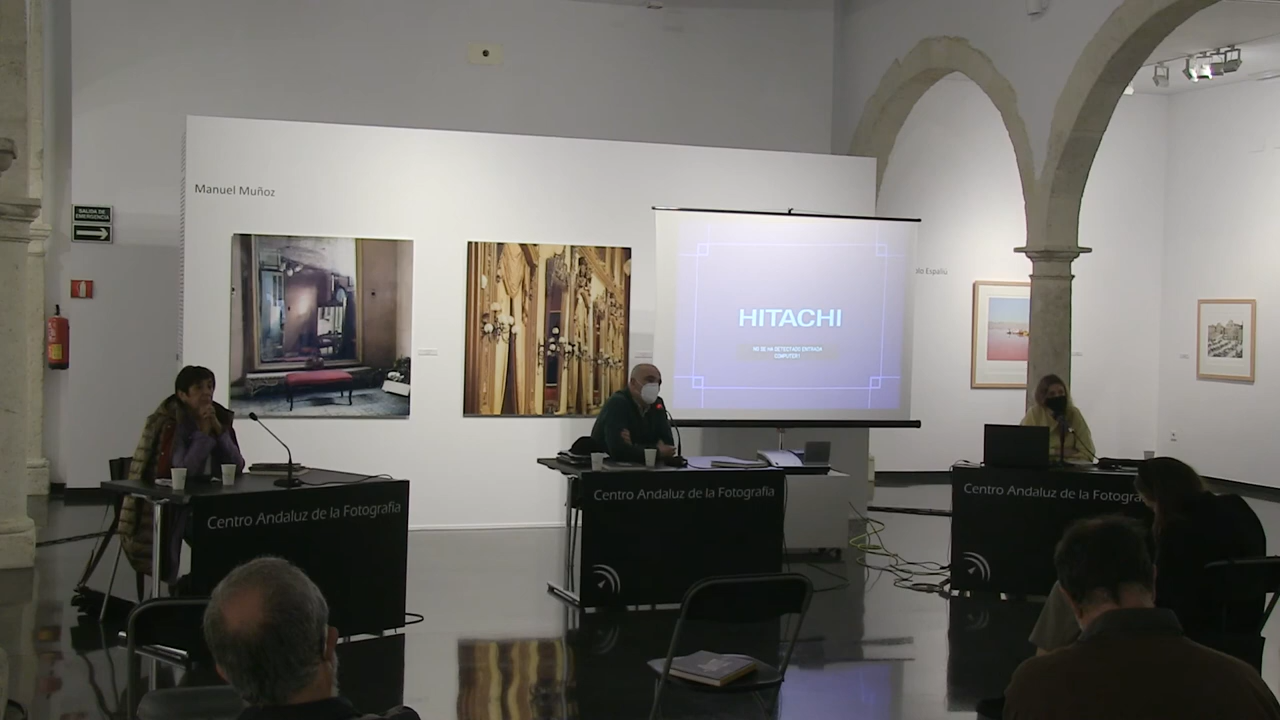 Manuel Muñoz
SALIDA DE
EMERGENCIA
HITACHI
NO SE HA DETECTADO ENTRADA
COMPUTER1
Espaliú
Centro Andaluz de la Fotografía
Centro Andaluz de la Fotografía
Centro Andaluz de la Fotogra